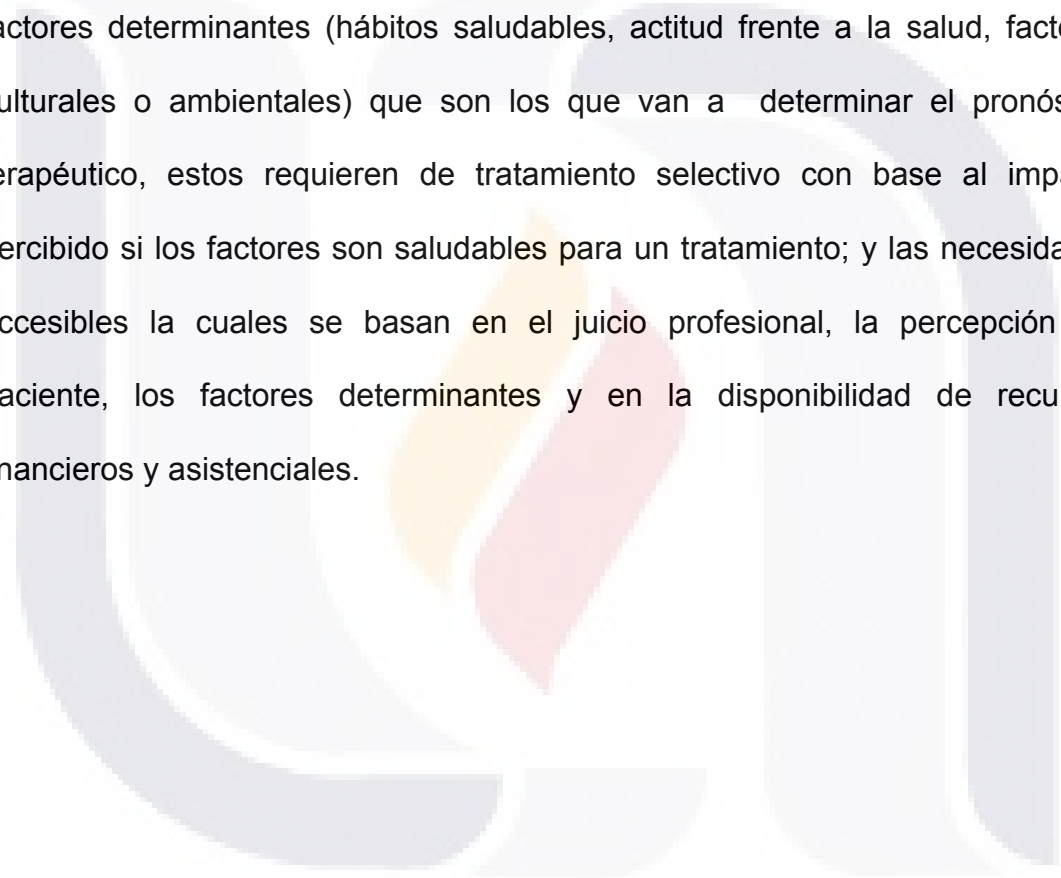 actores determinantes (hábitos saludables, actitud frente a la salud, facto
ulturales o ambientales) que son los que van a determinar el pronós
erapéutico, estos requieren de tratamiento selectivo con base al impa
ercibido si los factores son saludables para un tratamiento; y las necesida
ccesibles la cuales se basan en el juicio profesional, la percepción
aciente, los factores determinantes y en la disponibilidad de recu
nancieros y asistenciales.